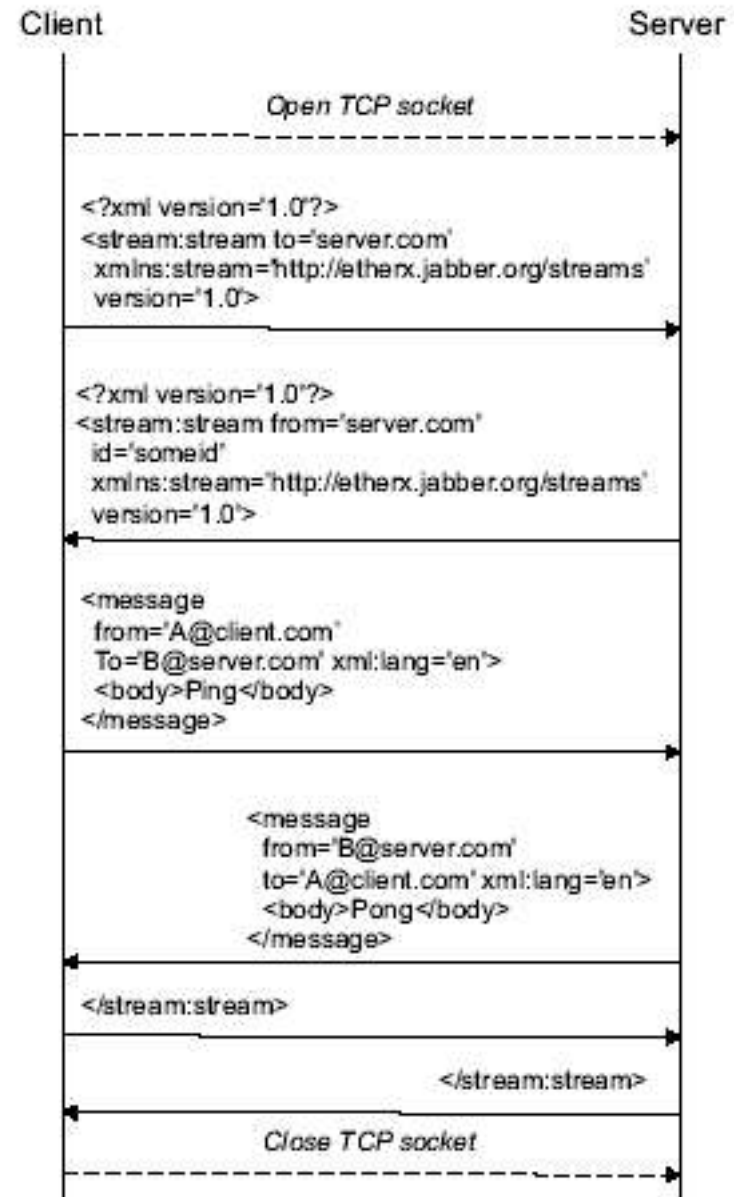 Client
Server
Open TCP socket
<?xml version='1.0'?>
<stream:stream to='server.com'
xmlns:stream='http://etherx.jabber.org/streams'
version='1.0'>
<?xml version='1.0'?>
<stream:stream from='server.com'
id='someid'
xmlns:stream='http://etherx.jabber.org/streams'
version='1.0'>
<message
from='A@client.com'
To='B@server.com' xml:lang='en'>
<body>Ping</body>
</message>
<message
from='B@server.com'
to='A@client.com' xml:lang='en'>
<body>Pong</body>
</message>
</stream:stream>
</stream:stream>
Close TCP socket